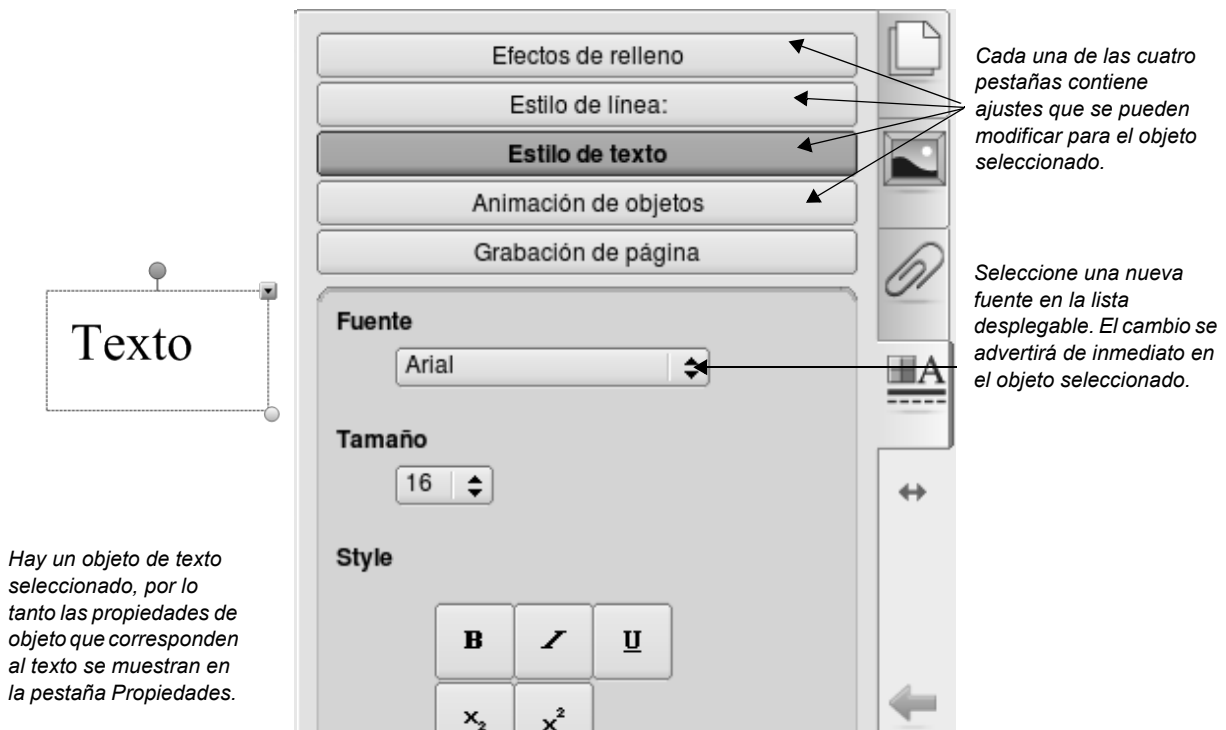 Efectos de relleno
Estilo de línea:
Estilo de texto
Animación de objetos
Grabación de página
Cada una de las cuatro
pestañas contiene
ajustes que se pueden
modificar para el objeto
seleccionado.
Texto
Fuente
Arial
Seleccione una nueva
fuente en la lista
desplegable. El cambio se
advertirá de inmediato en
el objeto seleccionado.
A
Tamaño
16
Hay un objeto de texto
seleccionado, por lo
tanto las propiedades de
objeto que corresponden
al texto se muestran en
la pestaña Propiedades.
Style
B I U
x₂ x²